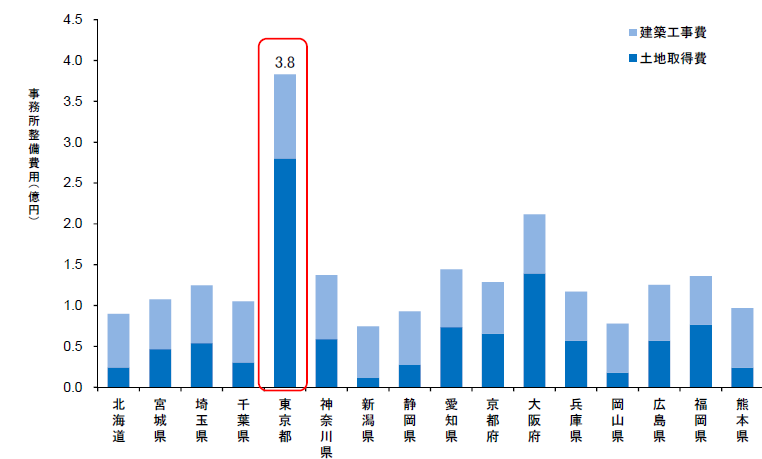 4.5
4.0
3.5
3.0
2.5
2.0
1.5
1.0
0.5
0.0
事務所整備費用(億円)
3.8
建築工事費
土地取得費
北海道
宮城県
埼玉県
千葉県
東京都
神奈川県
新潟県
静岡県
愛知県
京都府
大阪府
兵庫県
岡山県
広島県
福岡県
熊本県